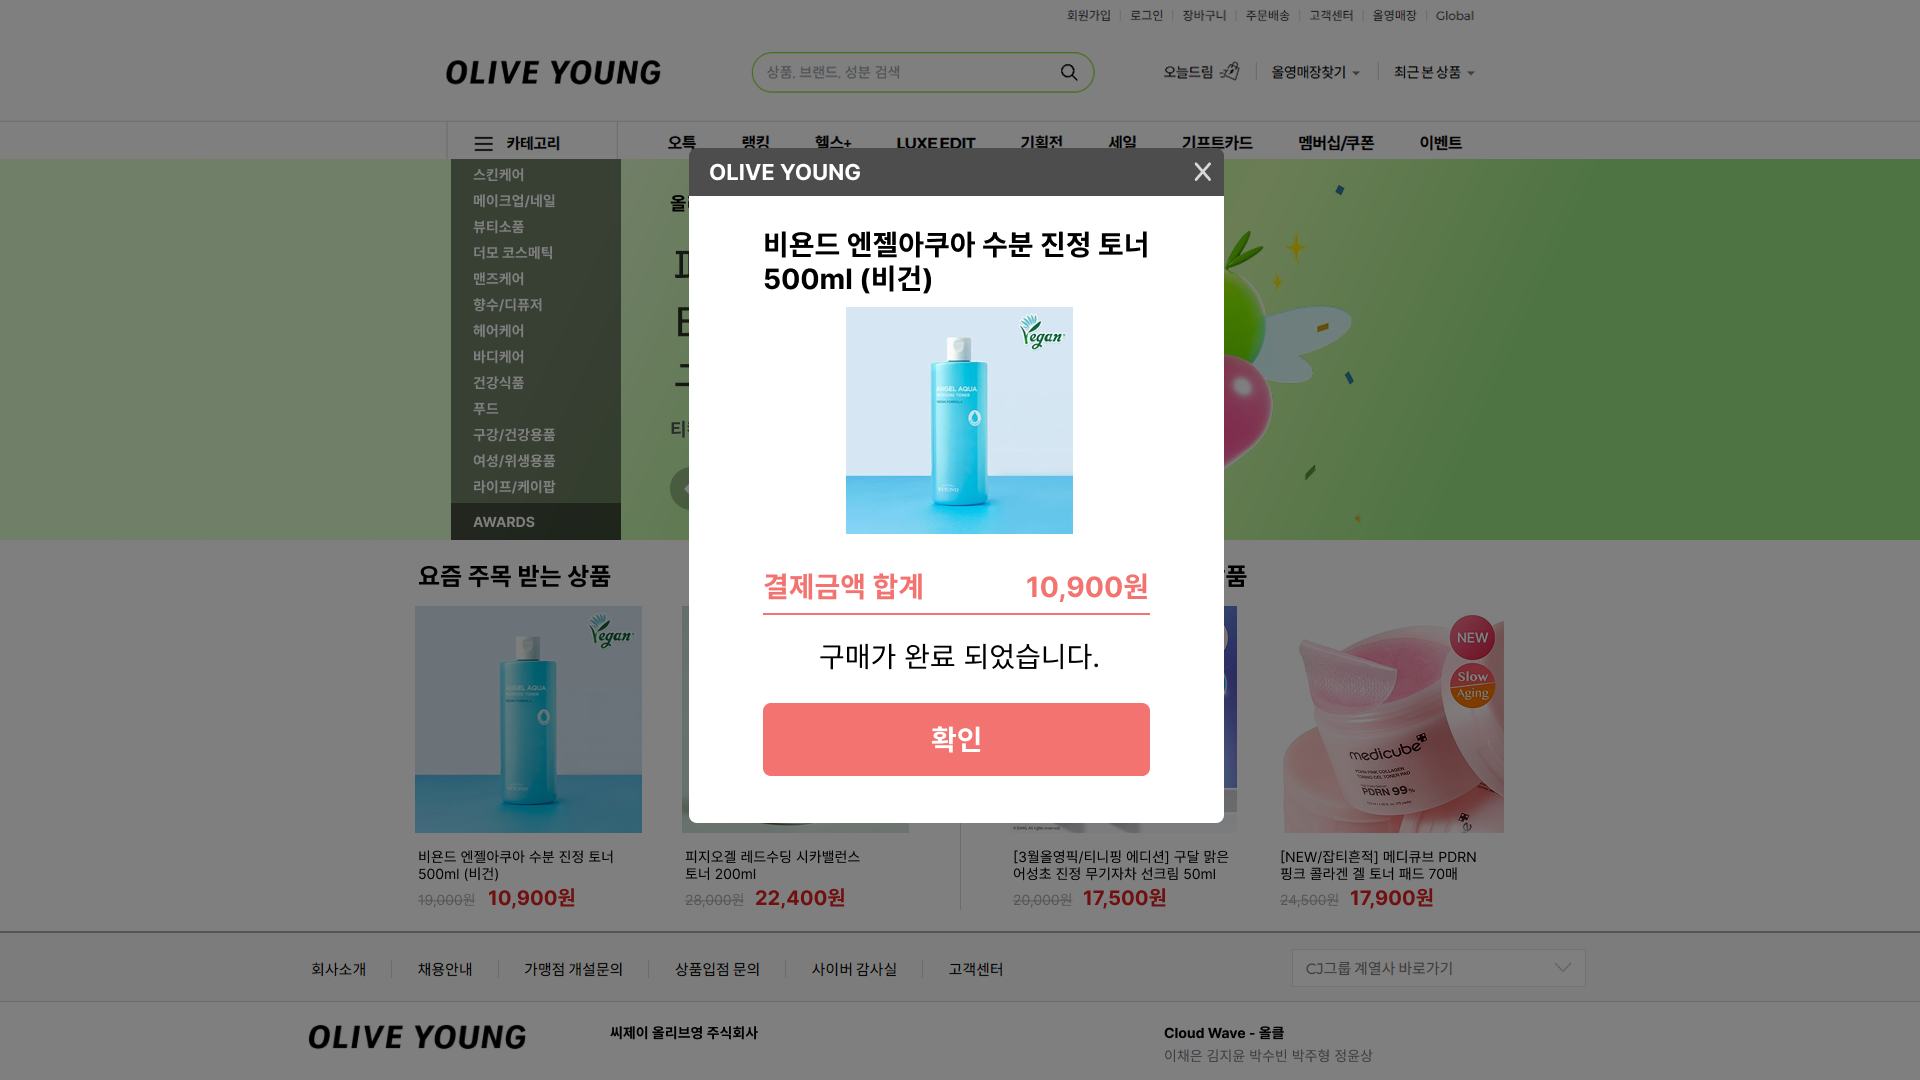 회원가입 로그인 장바구니 주문배송 고객센터 올영매장 Global
OLIVE YOUNG
상품, 브랜드, 성분 검색
오늘드림 올영매장찾기 최근 본 상품
카테고리 오특 랭킹 헬스+ LUXE EDIT 기획전 세일 기프트카드 멤버십/쿠폰 이벤트
스킨케어
메이크업/네일
뷰티소품
더모 코스메틱
맨즈케어
향수/디퓨저
헤어케어
바디케어
건강식품
푸드
구강/건강용품
여성/위생용품
라이프/케이팝
AWARDS
올
티
OLIVE YOUNG
비욘드 엔젤아쿠아 수분 진정 토너
500ml (비건)
Vegan
ANGEL AQUA
BEYOND
결제금액 합계 10,900원
구매가 완료 되었습니다.
확인
요즘 주목 받는 상품
품
Vegan
ANGEL AQUA
NEW
Slow
Aging
medicube
PDRN PINK COLLAGEN
PDRN 99%
비욘드 엔젤아쿠아 수분 진정 토너
500ml (비건)
19,000원 10,900원
피지오겔 레드수딩 시카밸런스
토너 200ml
28,000원 22,400원
[3월올영픽/티니핑 에디션] 구달 맑은
어성초 진정 무기자차 선크림 50ml
20,000원 17,500원
[NEW/잡티흔적] 메디큐브 PDRN
핑크 콜라겐 겔 토너 패드 70매
24,500원 17,900원
회사소개 채용안내 가맹점 개설문의 상품입점 문의 사이버 감사실 고객센터
CJ그룹 계열사 바로가기
OLIVE YOUNG
씨제이 올리브영 주식회사
Cloud Wave - 올클
이채은 김지윤 박수빈 박주형 정윤상